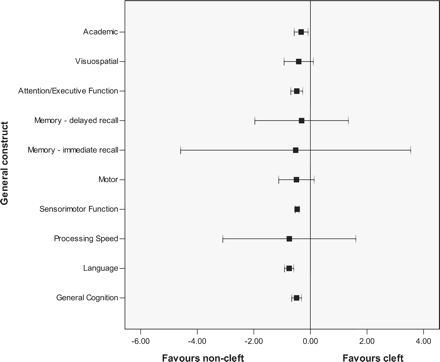 General construct
Academic
Visuospatial
Attention/Executive Function
Memory - delayed recall
Memory - immediate recall
Motor
Sensorimotor Function
Processing Speed
Language
General Cognition
-6.00 -4.00 -2.00 0.00 2.00 4.00
Favours non-cleft Favours cleft